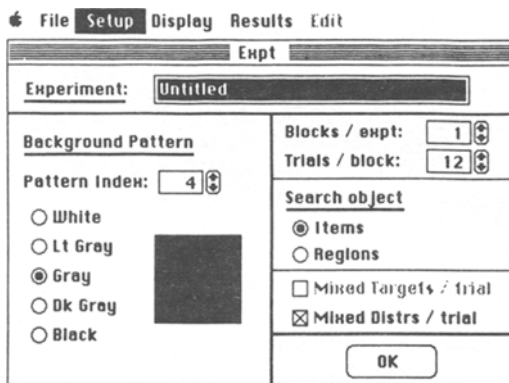 File Setup Display Results Edit
Expt
Experiment: Untitled
Background Pattern
Pattern Index: 4
White
Lt Gray
Gray
Dk Gray
Black
Blocks / expt: 1
Trials / block: 12
Search object
Items
Regions
Mixed Targets / trial
Mixed Distrs / trial
OK